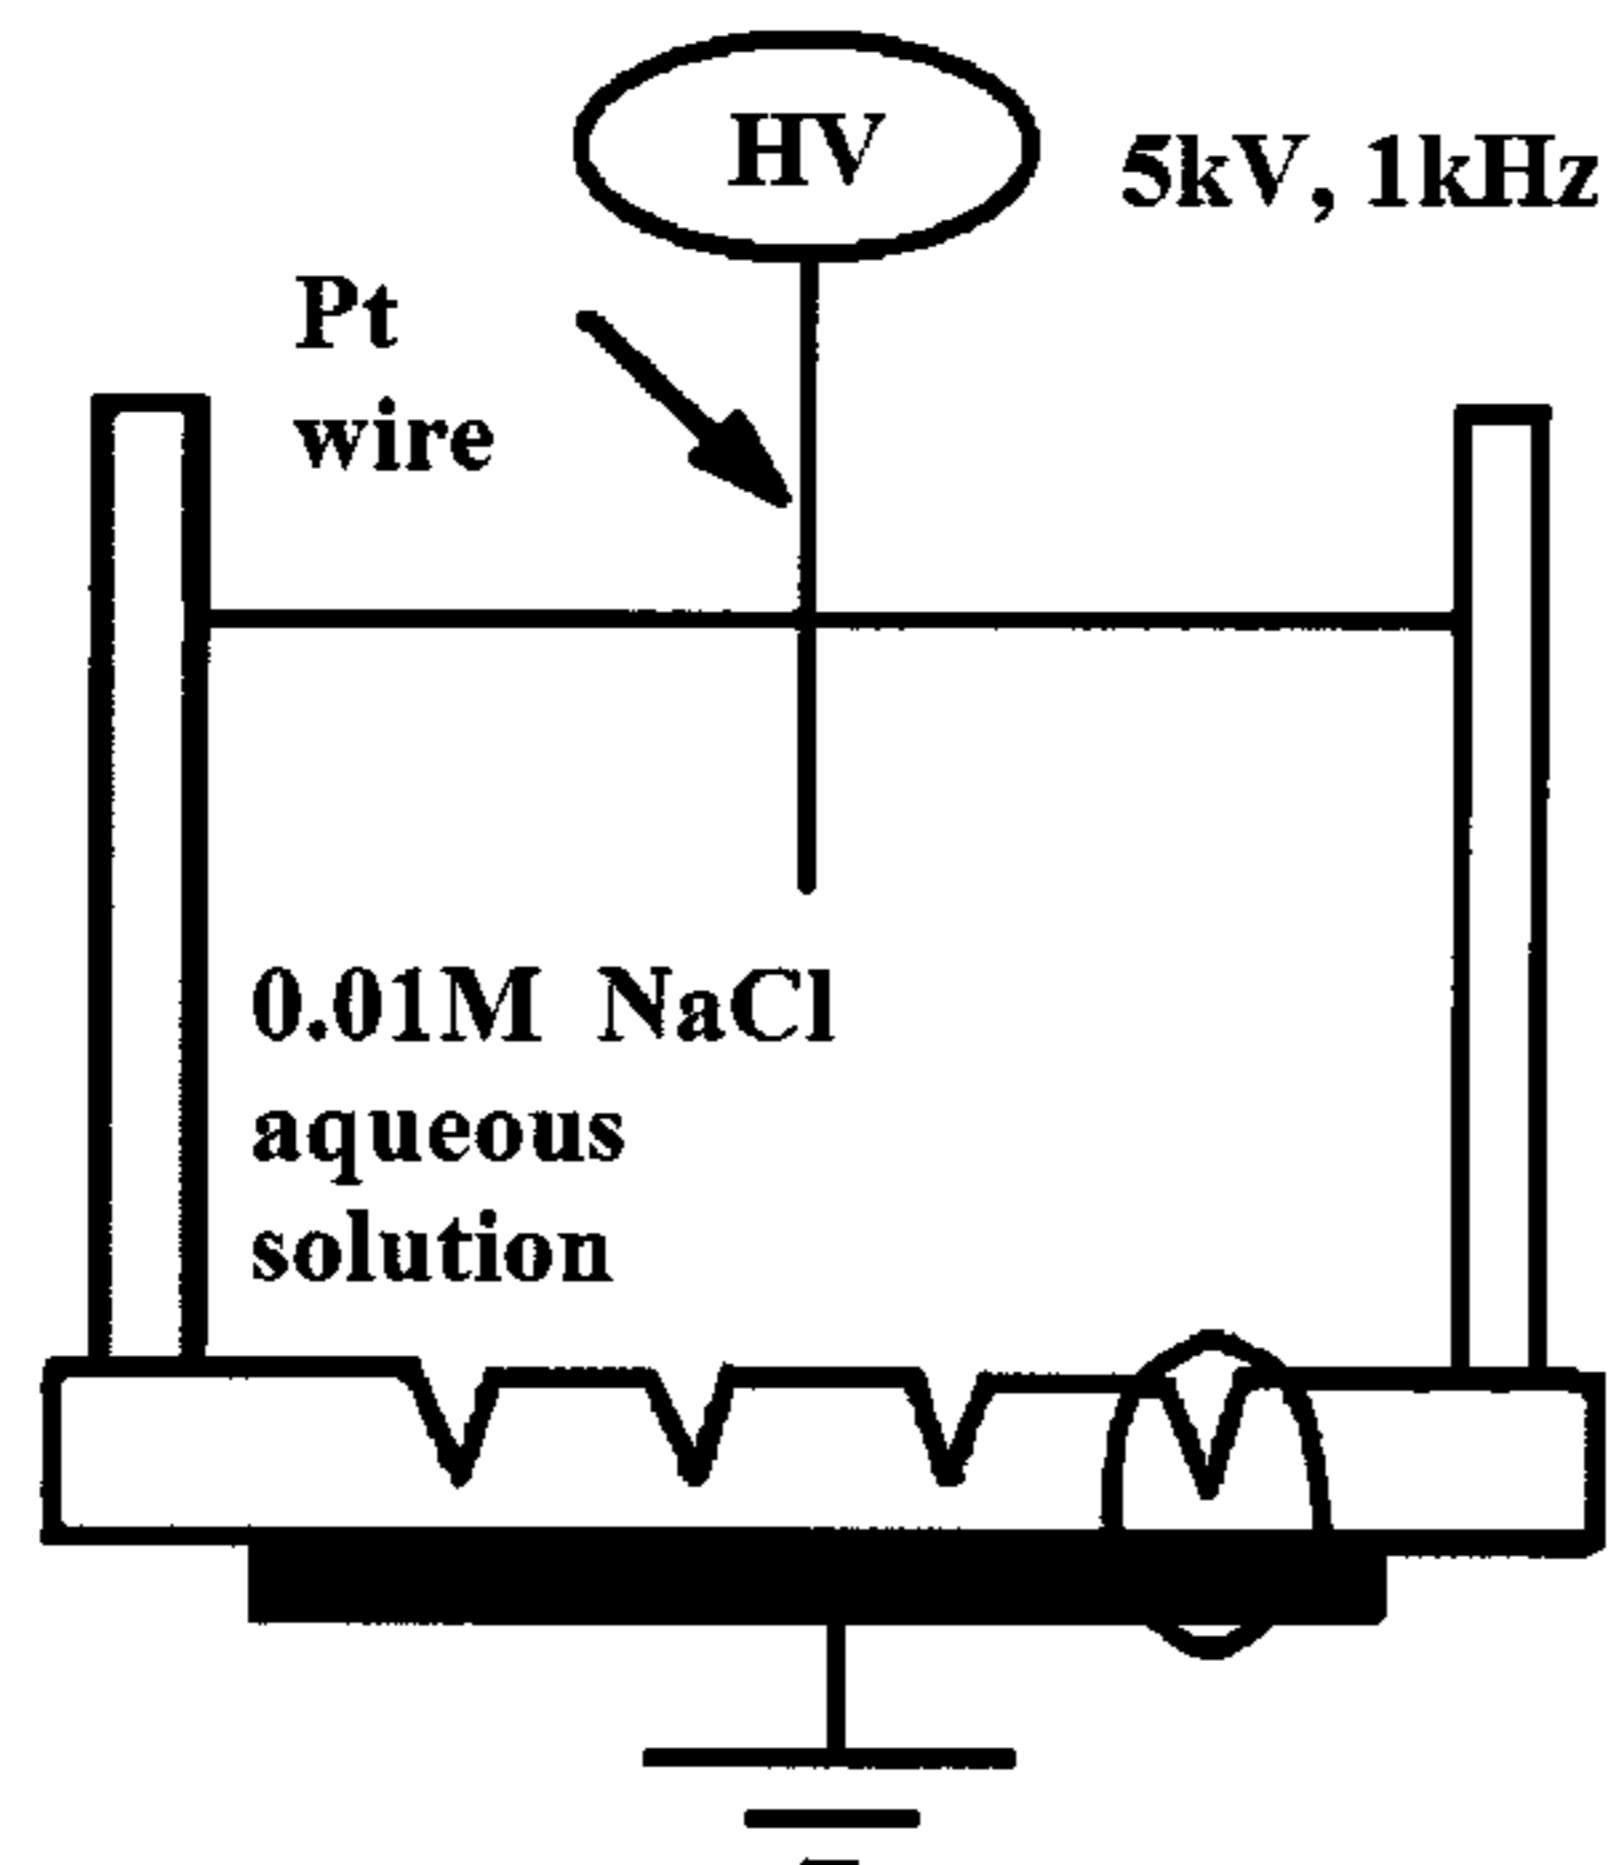 HV
5kV, 1kHz
Pt
wire
0.01M NaCl
aqueous
solution